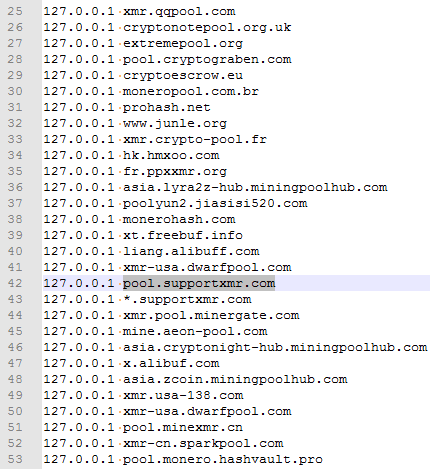 25 127.0.0.1 xmr.qqpool.com
26 127.0.0.1 cryptonotepool.org.uk
27 127.0.0.1 extremepool.org
28 127.0.0.1 pool.cryptograben.com
29 127.0.0.1 cryptoescrow.eu
30 127.0.0.1 moneropool.com.br
31 127.0.0.1 prohash.net
32 127.0.0.1 www.junle.org
33 127.0.0.1 xmr.crypto-pool.fr
34 127.0.0.1 hk.hmxoo.com
35 127.0.0.1 fr.ppxxmr.org
36 127.0.0.1 asia.lyra2z-hub.miningpoolhub.com
37 127.0.0.1 poolyun2.jiasisi520.com
38 127.0.0.1 monerohash.com
39 127.0.0.1 xt.freebuf.info
40 127.0.0.1 liang.alibuff.com
41 127.0.0.1 xmr-usa.dwarfpool.com
42 127.0.0.1 pool.supportxmr.com
43 127.0.0.1 *.supportxmr.com
44 127.0.0.1 xmr.pool.minergate.com
45 127.0.0.1 mine.aeon-pool.com
46 127.0.0.1 asia.cryptonight-hub.miningpoolhub.com
47 127.0.0.1 x.alibuf.com
48 127.0.0.1 asia.zcoin.miningpoolhub.com
49 127.0.0.1 xmr.usa-138.com
50 127.0.0.1 xmr-usa.dwarfpool.com
51 127.0.0.1 pool.minexmr.cn
52 127.0.0.1 xmr-cn.sparkpool.com
53 127.0.0.1 pool.monero.hashvault.pro